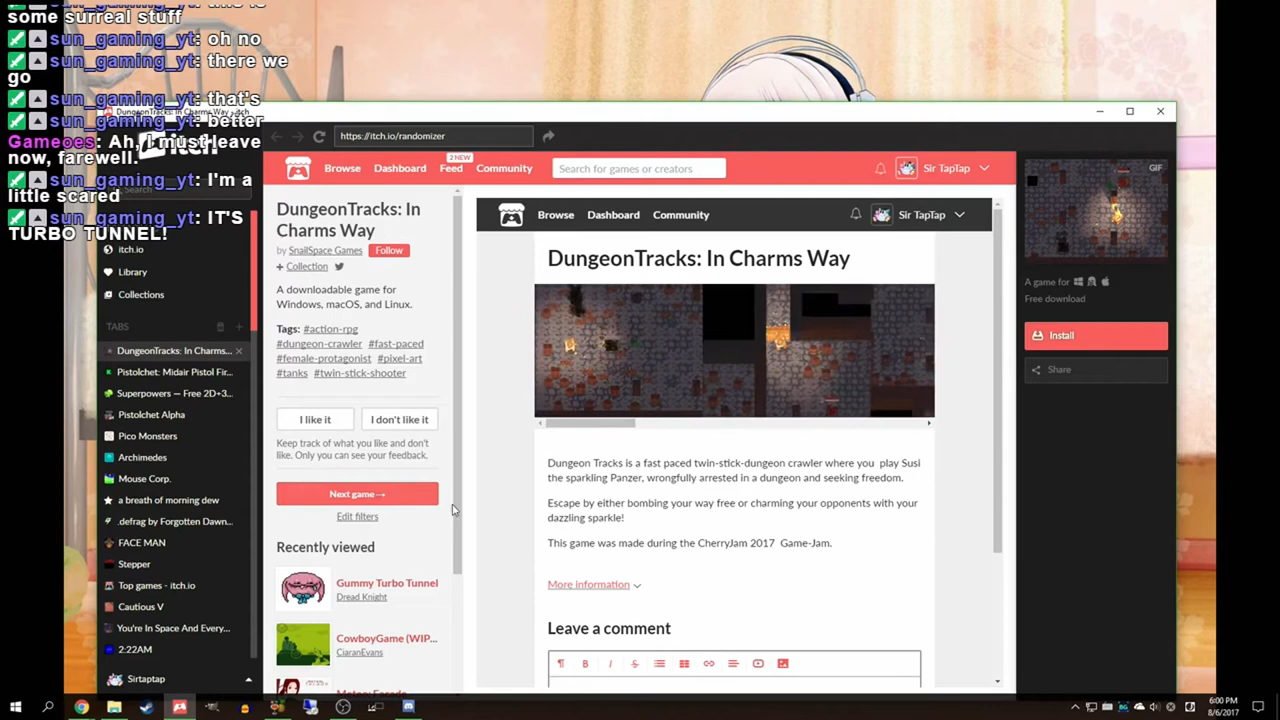 sun_gaming_yt: this is
some surreal stuff
sun_gaming_yt: oh no
sun_gaming_yt: there we
go
sun_gaming_yt: that's
sun_gaming_yt: better
Gameoes: Ah, I must leave
now, farewell.
sun_gaming_yt: I'm a
little scared
sun_gaming_yt: IT'S
TURBO TUNNEL!
DungeonTracks: In Charms Way - itch
itch.io
Library
Collections
TABS
DungeonTracks: In Charms...
Pistolchet: Midair Pistol Fir...
Superpowers — Free 2D+3...
Pistolchet Alpha
Pico Monsters
Archimedes
Mouse Corp.
a breath of morning dew
.defrag by Forgotten Dawn...
FACE MAN
Stepper
Top games - itch.io
Cautious V
You're In Space And Every...
2:22AM
Sirtaptap
https://itch.io/randomizer
Browse
Dashboard
2 NEW
Feed
Community
Search for games or creators
Sir TapTap
DungeonTracks: In
Charms Way
by SnailSpace Games
Follow
+ Collection
A downloadable game for
Windows, macOS, and Linux.
Tags: #action-rpg
#dungeon-crawler #fast-paced
#female-protagonist #pixel-art
#tanks #twin-stick-shooter
I like it
I don't like it
Keep track of what you like and don't
like. Only you can see your feedback.
Next game →
Edit filters
Recently viewed
Gummy Turbo Tunnel
Dread Knight
CowboyGame (WIP...
CiaranEvans
Browse
Dashboard
Community
Sir TapTap
DungeonTracks: In Charms Way
Dungeon Tracks is a fast paced twin-stick-dungeon crawler where you play Susi
the sparkling Panzer, wrongfully arrested in a dungeon and seeking freedom.
Escape by either bombing your way free or charming your opponents with your
dazzling sparkle!
This game was made during the CherryJam 2017 Game-Jam.
More information
Leave a comment
GIF
A game for
Free download
Install
Share
6:00 PM
8/6/2017